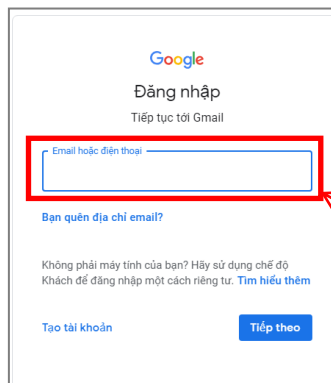 Google
Đăng nhập
Tiếp tục tới Gmail
Email hoặc điện thoại
Bạn quên địa chỉ email?
Không phải máy tính của bạn? Hãy sử dụng chế độ
Khách để đăng nhập một cách riêng tư. Tìm hiểu thêm
Tạo tài khoản
Tiếp theo